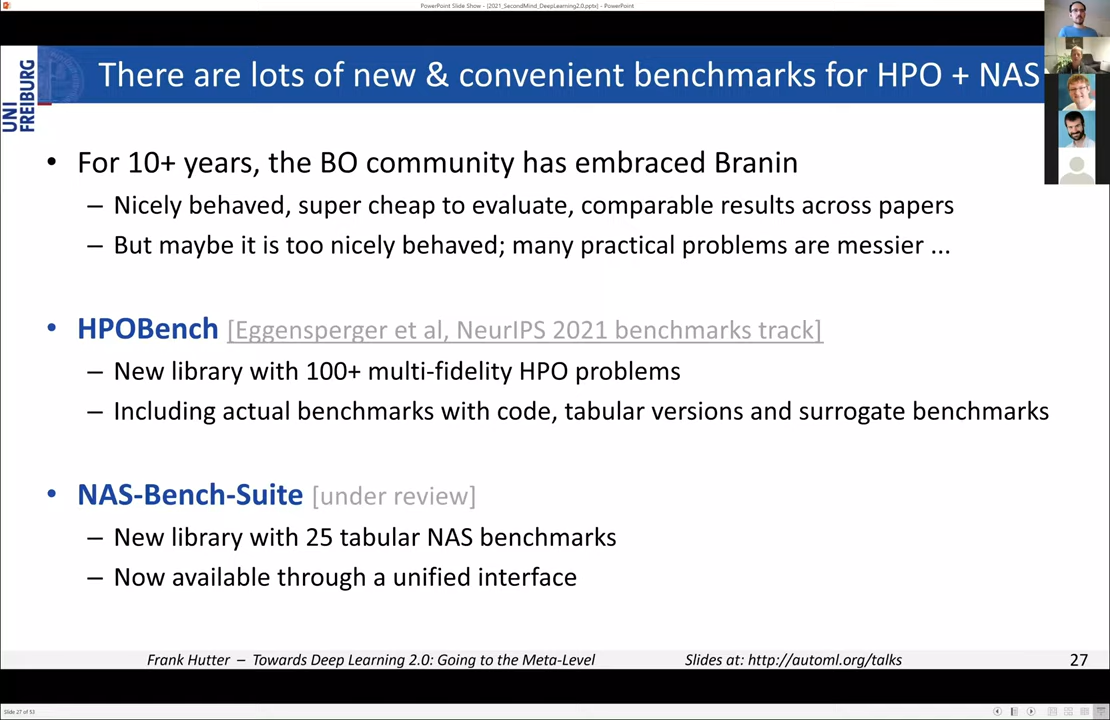 PowerPoint Slide Show - [2021_SecondMind_DeepLearning2.0.pptx] - PowerPoint
UNI
FREIBURG
There are lots of new & convenient benchmarks for HPO + NAS
• For 10+ years, the BO community has embraced Branin
– Nicely behaved, super cheap to evaluate, comparable results across papers
– But maybe it is too nicely behaved; many practical problems are messier ...
• HPOBench [Eggensperger et al, NeurIPS 2021 benchmarks track]
– New library with 100+ multi-fidelity HPO problems
– Including actual benchmarks with code, tabular versions and surrogate benchmarks
• NAS-Bench-Suite [under review]
– New library with 25 tabular NAS benchmarks
– Now available through a unified interface
Frank Hutter – Towards Deep Learning 2.0: Going to the Meta-Level
Slides at: http://automl.org/talks
27
Slide 27 of 53